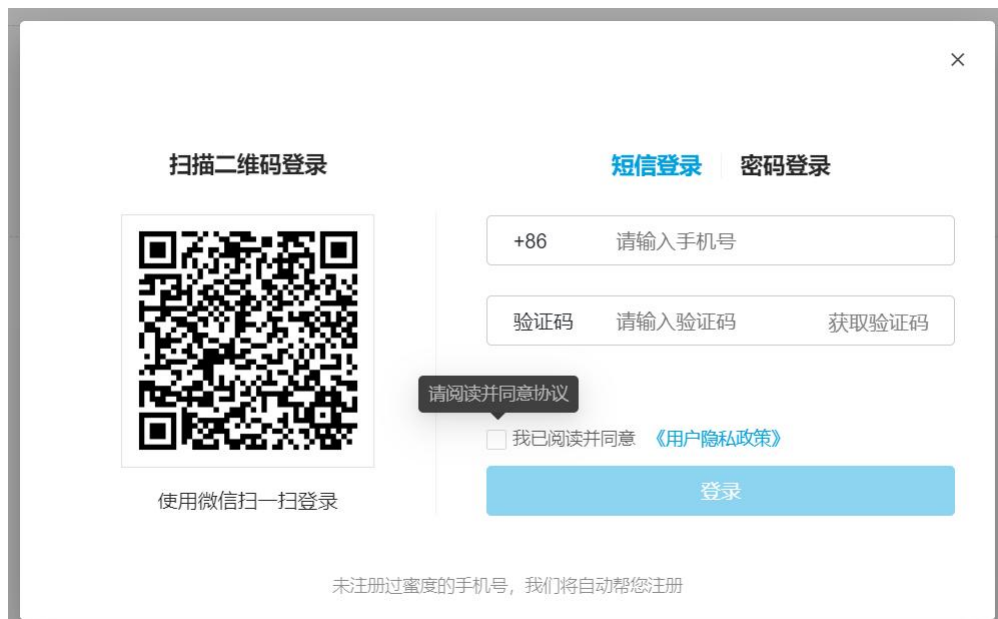 扫描二维码登录
使用微信扫一扫登录
短信登录 密码登录
+86 请输入手机号
验证码 请输入验证码 获取验证码
请阅读并同意协议
我已阅读并同意 《用户隐私政策》
登录
未注册过蜜度的手机号，我们将自动帮您注册